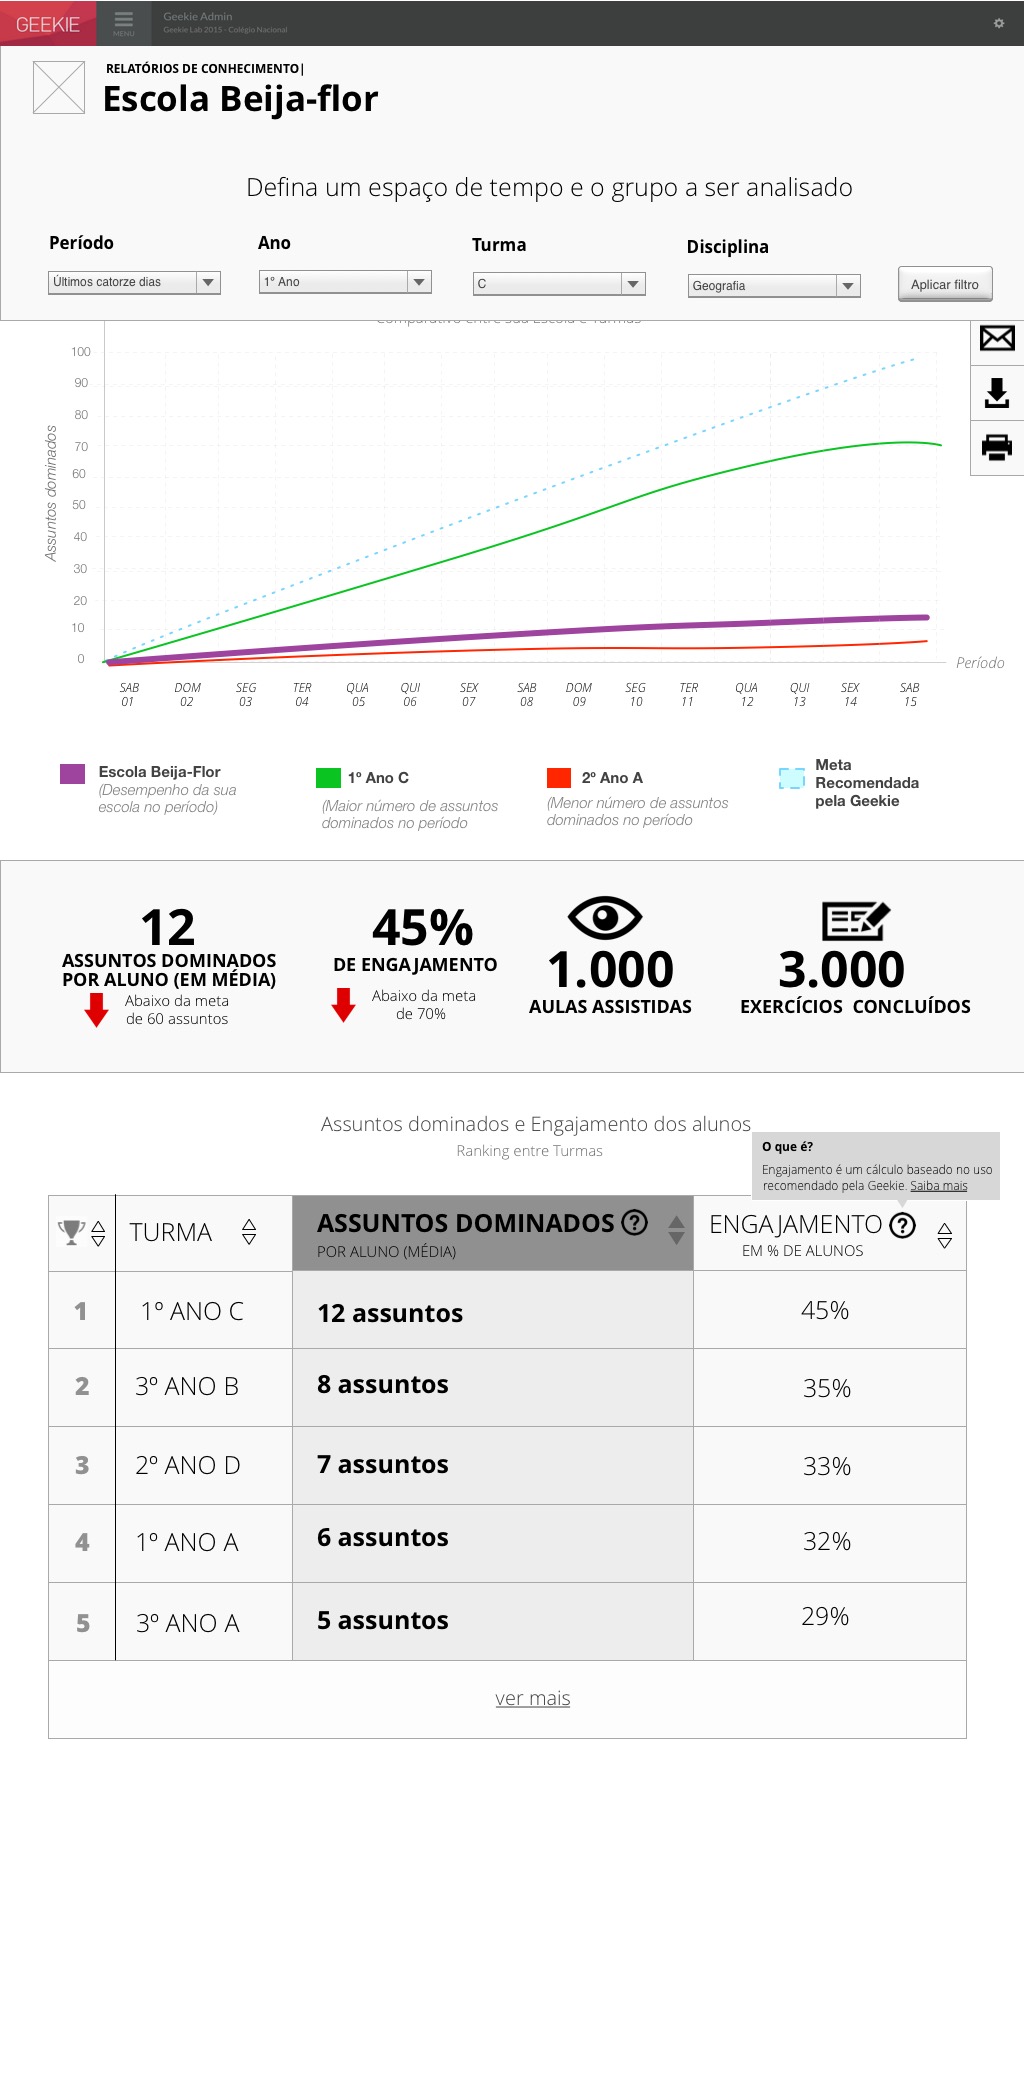 GEEKIE
MENU
Geekie Admin
Geekie Lab 2015 - Colégio Nacional
RELATÓRIOS DE CONHECIMENTO|
Escola Beija-flor
Defina um espaço de tempo e o grupo a ser analisado
Período
Ano
Turma
Disciplina
Últimos catorze dias
1º Ano
C
Geografia
Aplicar filtro
Comparativo entre sua Escola e Turmas
Assuntos dominados
100
90
80
70
60
50
40
30
20
10
0
Período
SAB DOM SEG TER QUA QUI SEX SAB DOM SEG TER QUA QUI SEX SAB
01 02 03 04 05 06 07 08 09 10 11 12 13 14 15
Escola Beija-Flor
(Desempenho da sua
escola no período)
1º Ano C
(Maior número de assuntos
dominados no período
2º Ano A
(Menor número de assuntos
dominados no período
Meta
Recomendada
pela Geekie
12
ASSUNTOS DOMINADOS
POR ALUNO (EM MÉDIA)
Abaixo da meta
de 60 assuntos
45%
DE ENGAJAMENTO
Abaixo da meta
de 70%
1.000
AULAS ASSISTIDAS
3.000
EXERCÍCIOS CONCLUÍDOS
Assuntos dominados e Engajamento dos alunos
Ranking entre Turmas
O que é?
Engajamento é um cálculo baseado no uso
recomendado pela Geekie. Saiba mais
TURMA
ASSUNTOS DOMINADOS ?
POR ALUNO (MÉDIA)
ENGAJAMENTO ?
EM % DE ALUNOS
1 1º ANO C 12 assuntos 45%
2 3º ANO B 8 assuntos 35%
3 2º ANO D 7 assuntos 33%
4 1º ANO A 6 assuntos 32%
5 3º ANO A 5 assuntos 29%
ver mais